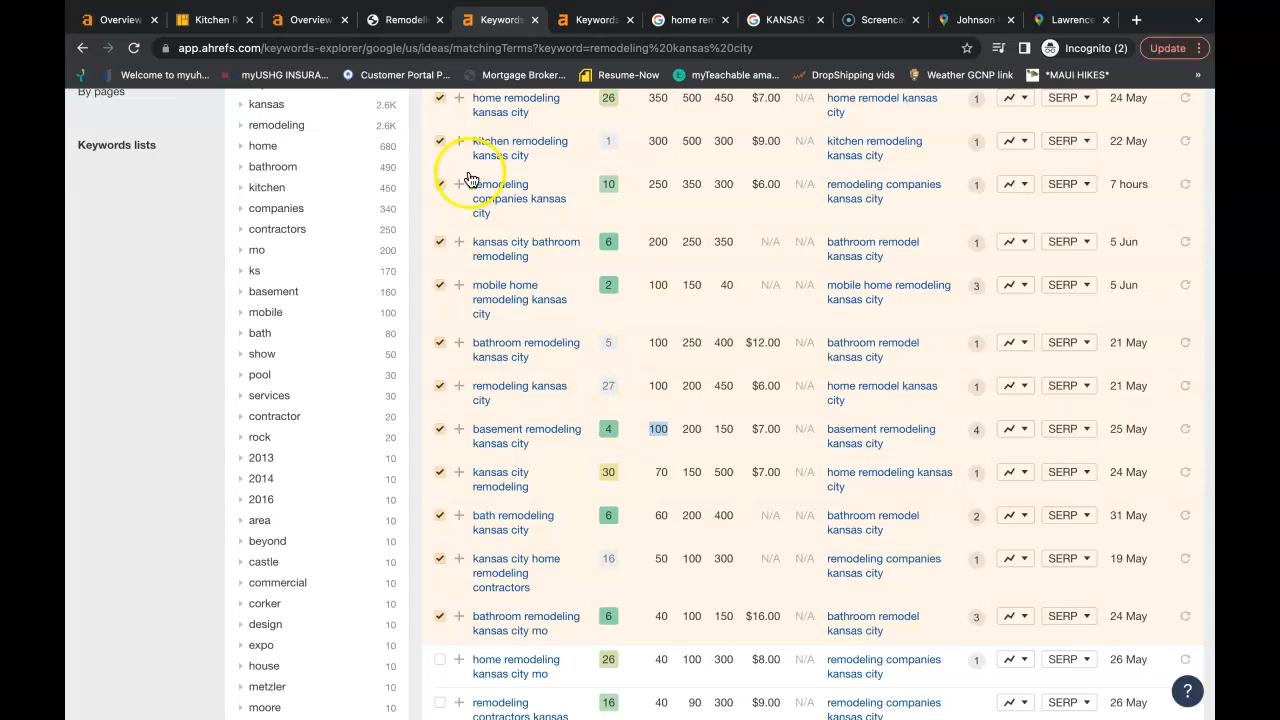 Overview
Kitchen R
Overview
Remodeli
Keywords
Keywords
home rem
KANSAS
Screenca
Johnson
Lawrence
app.ahrefs.com/keywords-explorer/google/us/ideas/matchingTerms?keyword=remodeling%20kansas%20city
Incognito (2)
Update
Welcome to myuh...
myUSHG INSURA...
Customer Portal P...
Mortgage Broker...
Resume-Now
myTeachable ama...
DropShipping vids
Weather GCNP link
*MAUI HIKES*
»
By pages
Keywords lists
kansas 2.6K
remodeling 2.6K
home 680
bathroom 490
kitchen 450
companies 340
contractors 250
mo 200
ks 170
basement 160
mobile 100
bath 80
show 50
pool 30
services 30
contractor 20
rock 20
2013 10
2014 10
2016 10
area 10
beyond 10
castle 10
commercial 10
corker 10
design 10
expo 10
house 10
metzler 10
moore 10
home remodeling 26 350 500 450 $7.00 N/A home remodel kansas 1 SERP 24 May
city city
kitchen remodeling 1 300 500 300 $9.00 N/A kitchen remodeling 1 SERP 22 May
kansas city kansas city
remodeling 10 250 350 300 $6.00 N/A remodeling companies 1 SERP 7 hours
companies kansas kansas city
city
kansas city bathroom 6 200 250 350 N/A N/A bathroom remodel 1 SERP 5 Jun
remodeling kansas city
mobile home 2 100 150 40 N/A N/A mobile home remodeling 3 SERP 5 Jun
remodeling kansas kansas city
city
bathroom remodeling 5 100 250 400 $12.00 N/A bathroom remodel 1 SERP 21 May
kansas city kansas city
remodeling kansas 27 100 200 450 $6.00 N/A home remodel kansas 1 SERP 21 May
city city
basement remodeling 4 100 200 150 $7.00 N/A basement remodeling 4 SERP 25 May
kansas city kansas city
kansas city 30 70 150 500 $7.00 N/A home remodeling kansas 1 SERP 24 May
remodeling city
bath remodeling 6 60 200 400 N/A N/A bathroom remodel 2 SERP 31 May
kansas city kansas city
kansas city home 16 50 100 300 N/A N/A remodeling companies 1 SERP 19 May
remodeling kansas city
contractors
bathroom remodeling 6 40 100 150 $16.00 N/A bathroom remodel 3 SERP 24 May
kansas city mo kansas city
home remodeling 26 40 100 300 $8.00 N/A remodeling companies 1 SERP 26 May
kansas city mo kansas city
remodeling 16 40 90 300 $9.00 N/A remodeling companies SERP 26 May
contractors kansas kansas city
?